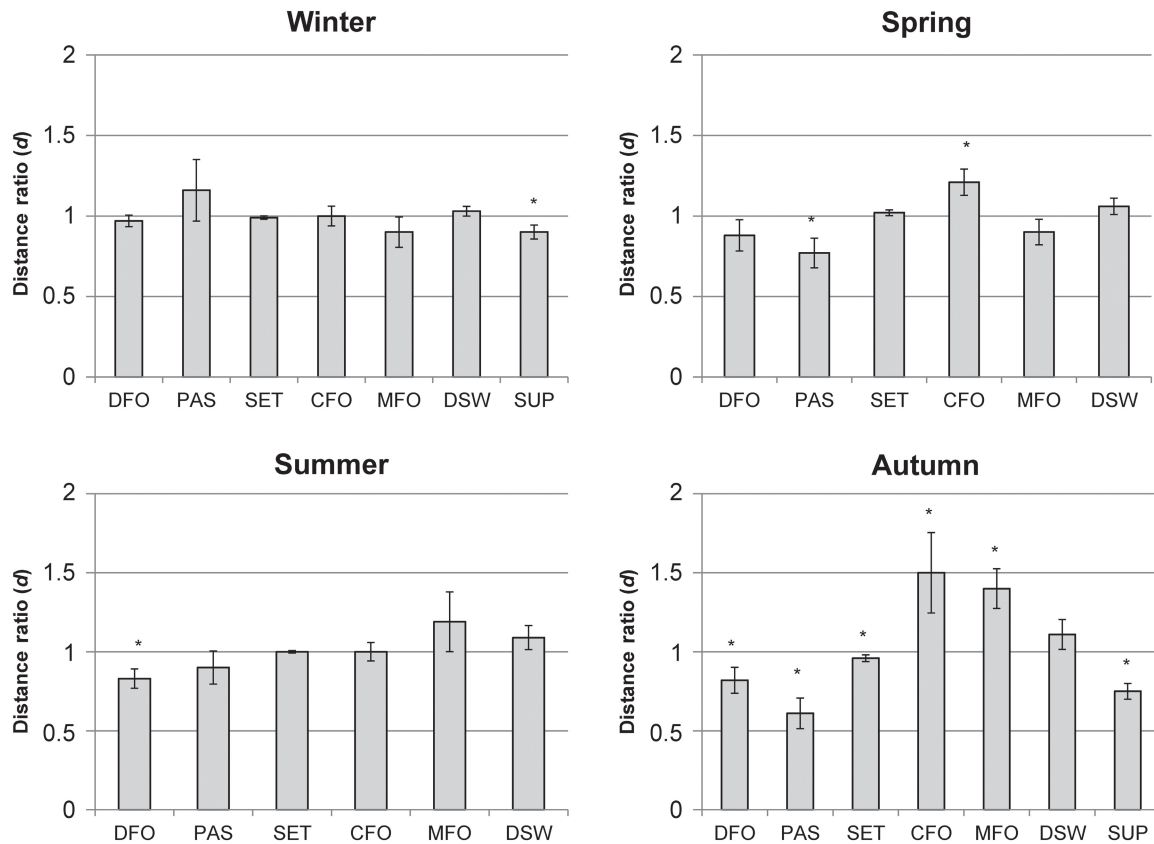 Winter
2
1.5
1
0.5
0
Distance ratio (d)
*
DFO PAS SET CFO MFO DSW SUP
Spring
2
1.5
1
0.5
0
Distance ratio (d)
*
*
DFO PAS SET CFO MFO DSW
Summer
2
1.5
1
0.5
0
Distance ratio (d)
*
DFO PAS SET CFO MFO DSW
Autumn
2
1.5
1
0.5
0
Distance ratio (d)
*
*
*
*
*
*
DFO PAS SET CFO MFO DSW SUP